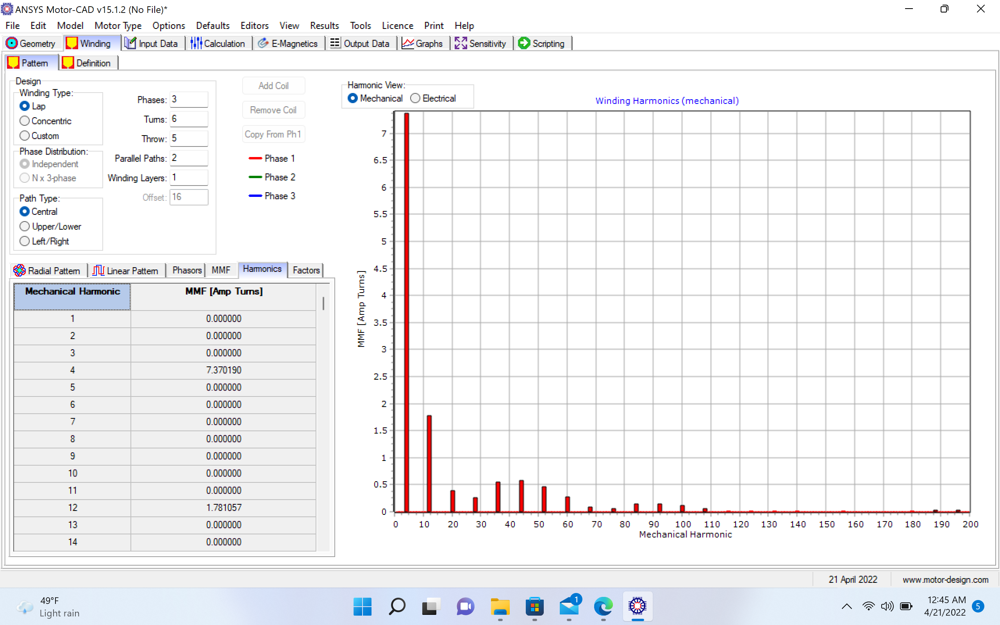 ANSYS Motor-CAD v15.1.2 (No File)*
File Edit Model Motor Type Options Defaults Editors View Results Tools Licence Print Help
Geometry Winding Input Data Calculation E-Magnetics Output Data Graphs Sensitivity Scripting
Pattern Definition
Design
Winding Type:
Lap
Concentric
Custom
Phase Distribution:
Independent
N x 3-phase
Path Type:
Central
Upper/Lower
Left/Right
Phases: 3
Turns: 6
Throw: 5
Parallel Paths: 2
Winding Layers: 1
Offset: 16
Add Coil
Remove Coil
Copy From Ph1
Phase 1
Phase 2
Phase 3
Radial Pattern Linear Pattern Phasors MMF Harmonics Factors
Mechanical Harmonic MMF [Amp Turns]
1 0.000000
2 0.000000
3 0.000000
4 7.370190
5 0.000000
6 0.000000
7 0.000000
8 0.000000
9 0.000000
10 0.000000
11 0.000000
12 1.781057
13 0.000000
14 0.000000
Harmonic View:
Mechanical Electrical
Winding Harmonics (mechanical)
MMF [Amp Turns]
7
6.5
6
5.5
5
4.5
4
3.5
3
2.5
2
1.5
1
0.5
0
0 10 20 30 40 50 60 70 80 90 100 110 120 130 140 150 160 170 180 190 200
Mechanical Harmonic
21 April 2022 www.motor-design.com
49°F
Light rain
1
12:45 AM
4/21/2022
5